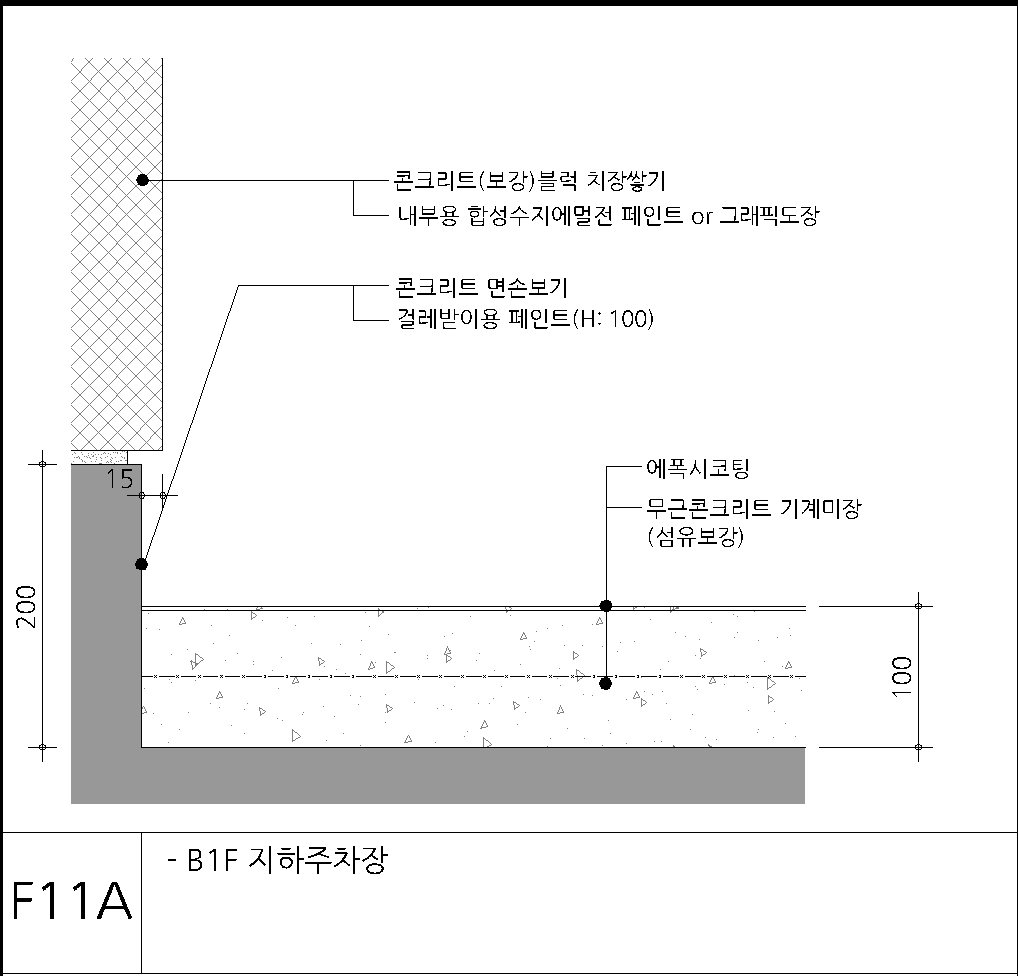 콘크리트(보강)블럭 치장쌓기
내부용 합성수지에멀전 페인트 or 그래픽도장
콘크리트 면손보기
걸레받이용 페인트(H: 100)
에폭시코팅
15
무근콘크리트 기계미장
(섬유보강)
200
100
- B1F 지하주차장
F11A